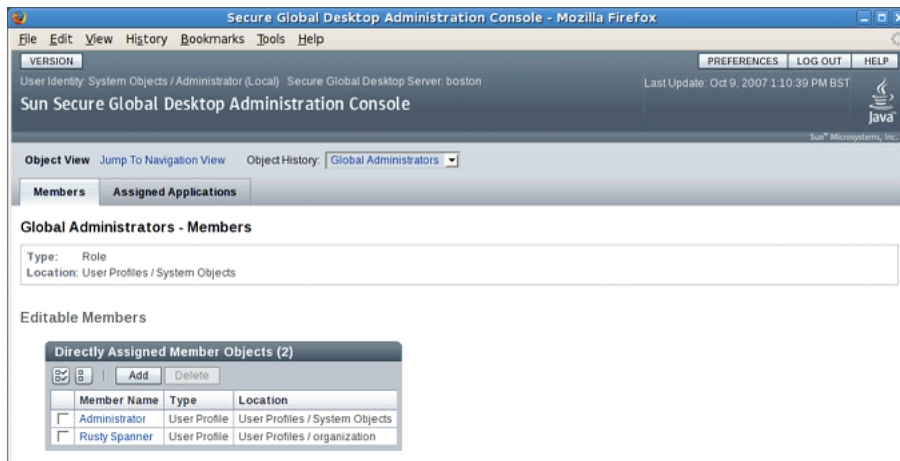 Secure Global Desktop Administration Console - Mozilla Firefox
File Edit View History Bookmarks Tools Help
VERSION PREFERENCES LOG OUT HELP
User Identity: System Objects / Administrator (Local) Secure Global Desktop Server: boston Last Update: Oct 9, 2007 1:10:39 PM BST
Sun Secure Global Desktop Administration Console
Java
Sun™ Microsystems, Inc.
Object View Jump To Navigation View Object History: Global Administrators
Members Assigned Applications
Global Administrators - Members
Type: Role
Location: User Profiles / System Objects
Editable Members
Directly Assigned Member Objects (2)
Add Delete
Member Name Type Location
Administrator User Profile User Profiles / System Objects
Rusty Spanner User Profile User Profiles / organization